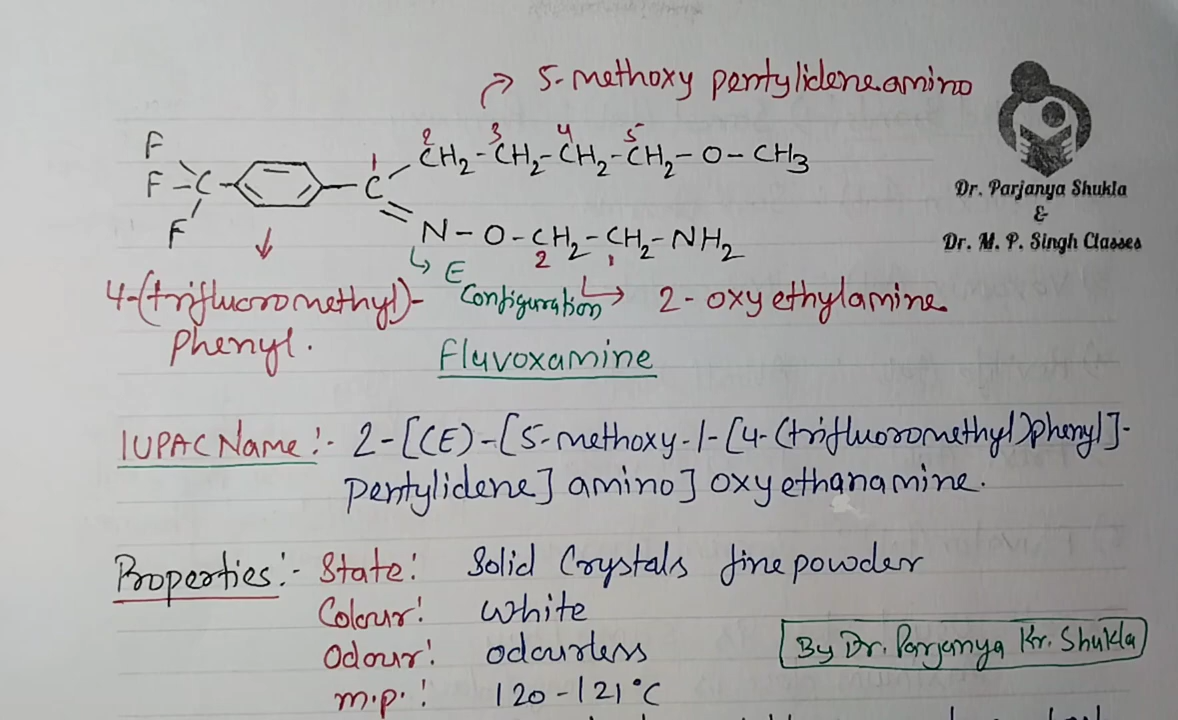 5-methoxy pentylideneamino
F
F-C
F
1
2 3 4 5
CH2-CH2-CH2-CH2-O-CH3
C
N-O-CH2-CH2-NH2
2 1
E
Configuration
2-oxyethylamine
4-(trifluoromethyl)-
Phenyl.
Fluvoxamine
Dr. Parjanya Shukla
&
Dr. M. P. Singh Classes
IUPAC Name:- 2-[(E)-[5-methoxy-1-[4-(trifluoromethyl)phenyl]-
Pentylidene] amino] oxyethanamine.
Properties:- State: Solid Crystals fine powder
Colour: White
Odour: odourless
m.p.: 120-121°C
By Dr. Parjanya Kr. Shukla